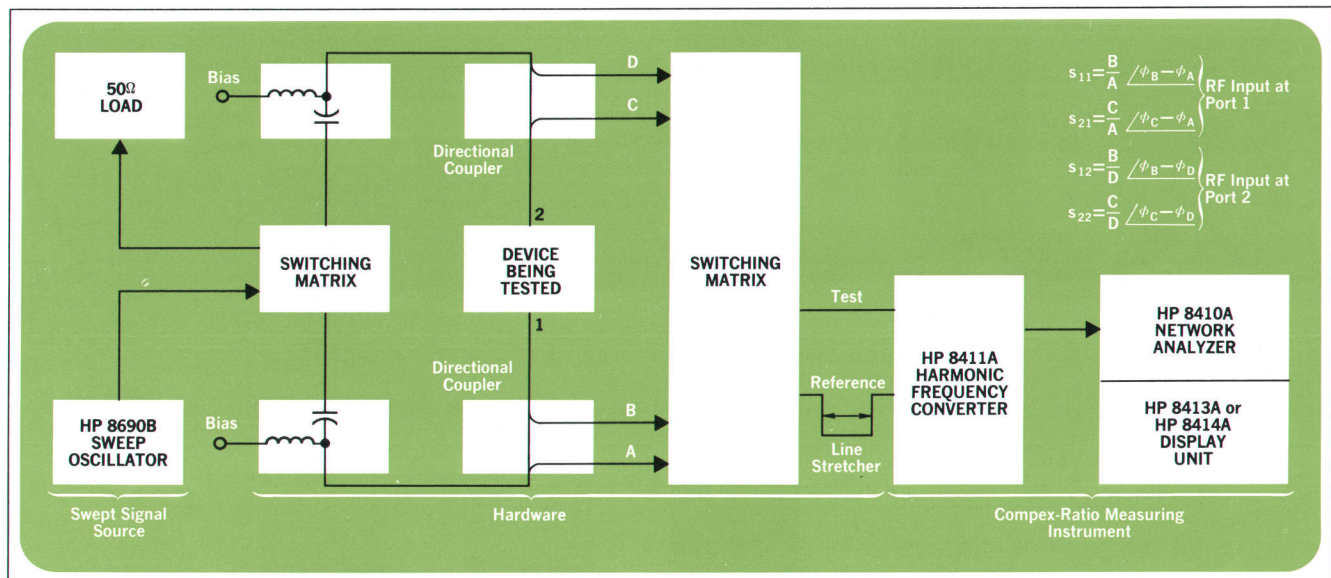 50Ω
LOAD
Bias
D
C
Directional
Coupler
2
SWITCHING
MATRIX
DEVICE
BEING
TESTED
1
SWITCHING
MATRIX
s₁₁=B/A ∠ϕB−ϕA
s₂₁=C/A ∠ϕC−ϕA
RF Input at
Port 1
s₁₂=B/D ∠ϕB−ϕD
s₂₂=C/D ∠ϕC−ϕD
RF Input at
Port 2
Test
Reference
Line
Stretcher
HP 8411A
HARMONIC
FREQUENCY
CONVERTER
HP 8410A
NETWORK
ANALYZER
HP 8413A or
HP 8414A
DISPLAY
UNIT
HP 8690B
SWEEP
OSCILLATOR
Bias
Directional
Coupler
B
A
Swept Signal
Source
Hardware
Compex-Ratio Measuring
Instrument